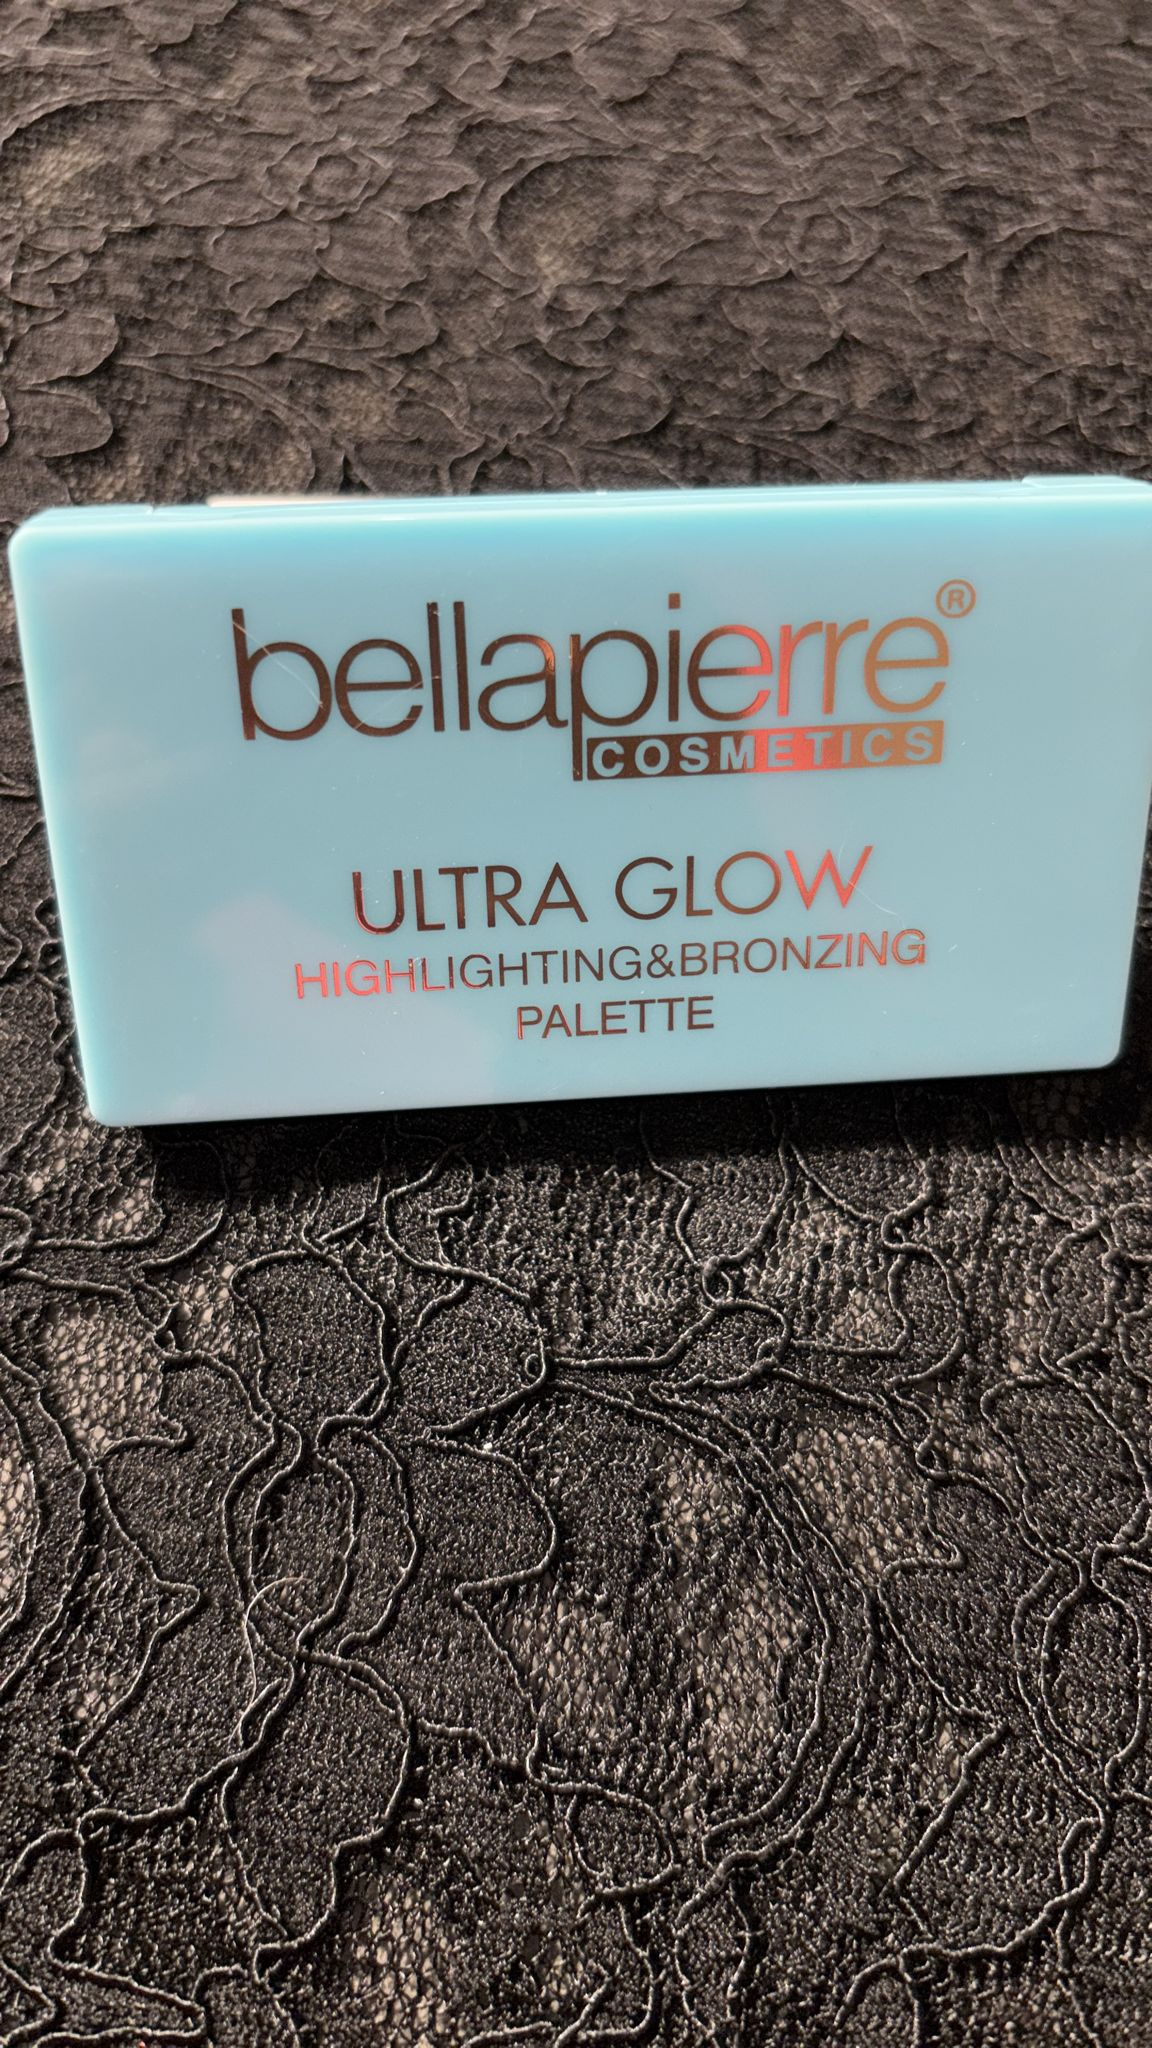 bellapierre®
COSMETICS
ULTRA GLOW
HIGHLIGHTING&BRONZING
PALETTE